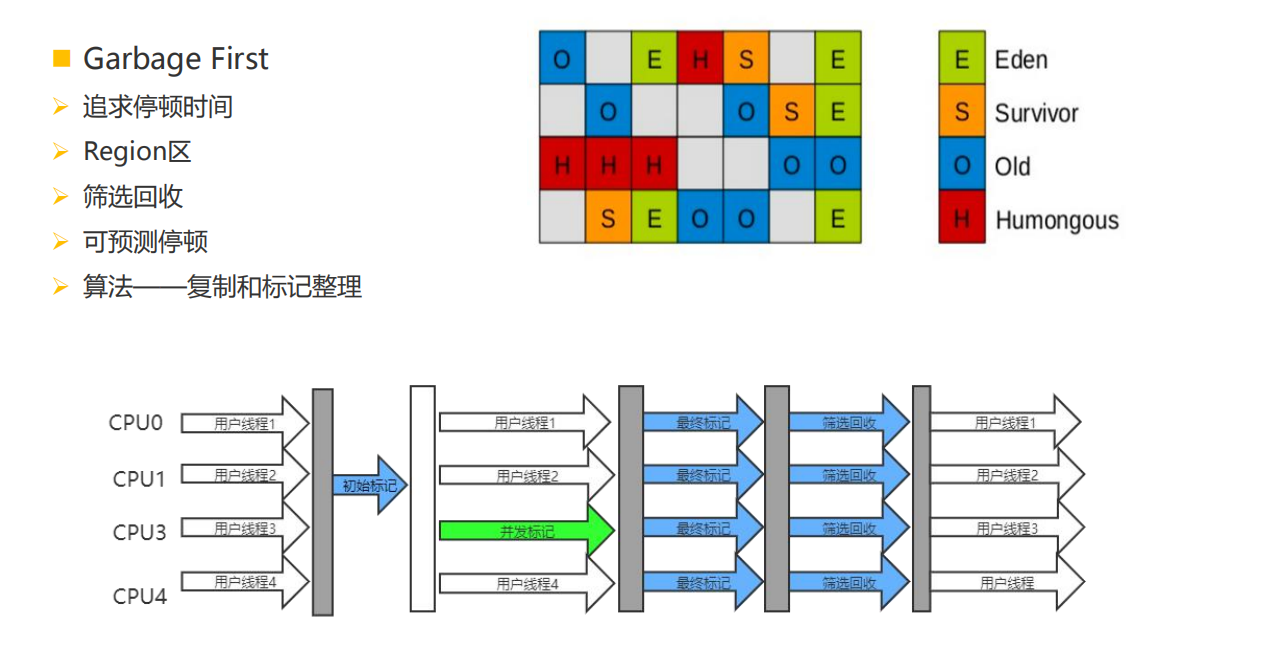 Garbage First
追求停顿时间
Region区
筛选回收
可预测停顿
算法——复制和标记整理
O E H S E
O O S E
H H H O O
S E O O E
E Eden
S Survivor
O Old
H Humongous
CPU0 用户线程1 用户线程1 最终标记 筛选回收 用户线程1
CPU1 用户线程2 初始标记 用户线程2 最终标记 筛选回收 用户线程2
CPU3 用户线程3 并发标记 最终标记 筛选回收 用户线程3
CPU4 用户线程4 用户线程4 最终标记 筛选回收 用户线程